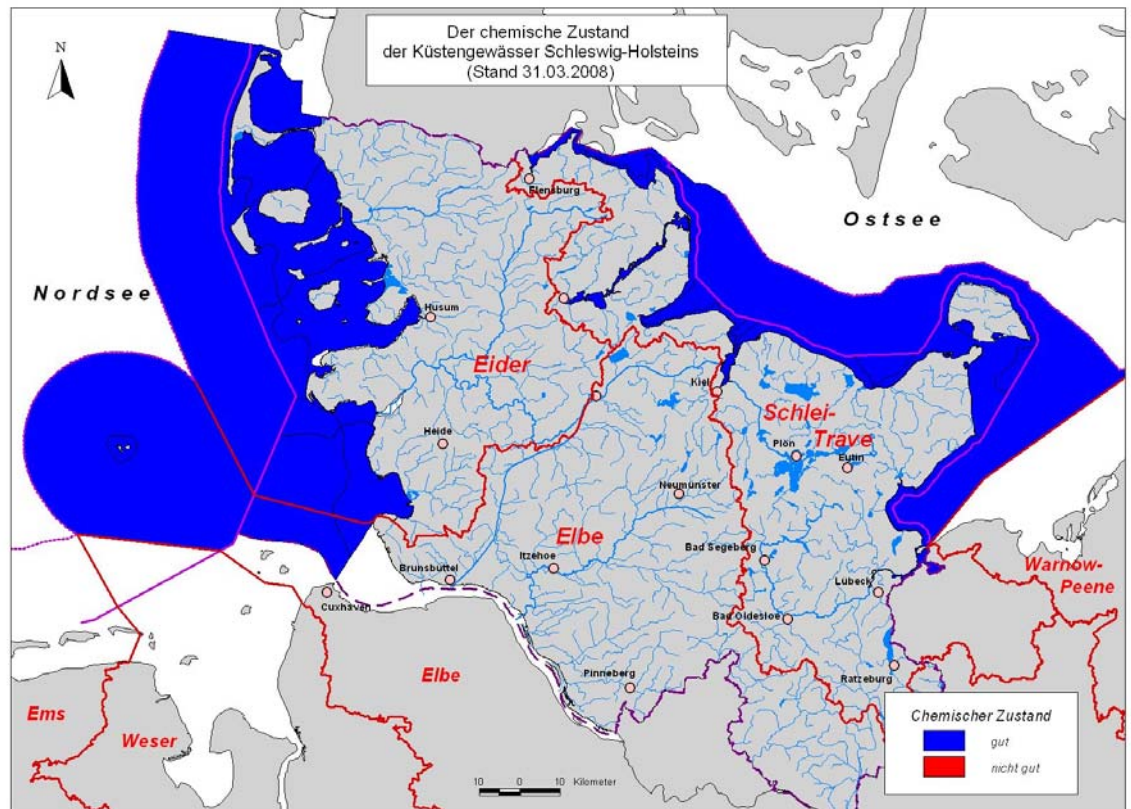 Der chemische Zustand
der Küstengewässer Schleswig-Holsteins
(Stand 31.03.2008)
N
Flensburg
Ostsee
Nordsee
Husum
Eider
Kiel
Schlei-
Trave
Heide
Plön
Eutin
Neumünster
Elbe
Itzehoe
Bad Segeberg
Brunsbüttel
Lübeck
Warnow-
Peene
Cuxhaven
Bad Oldesloe
Pinneberg
Ratzeburg
Elbe
Ems
Weser
Chemischer Zustand
gut
nicht gut
10 0 10 Kilometer